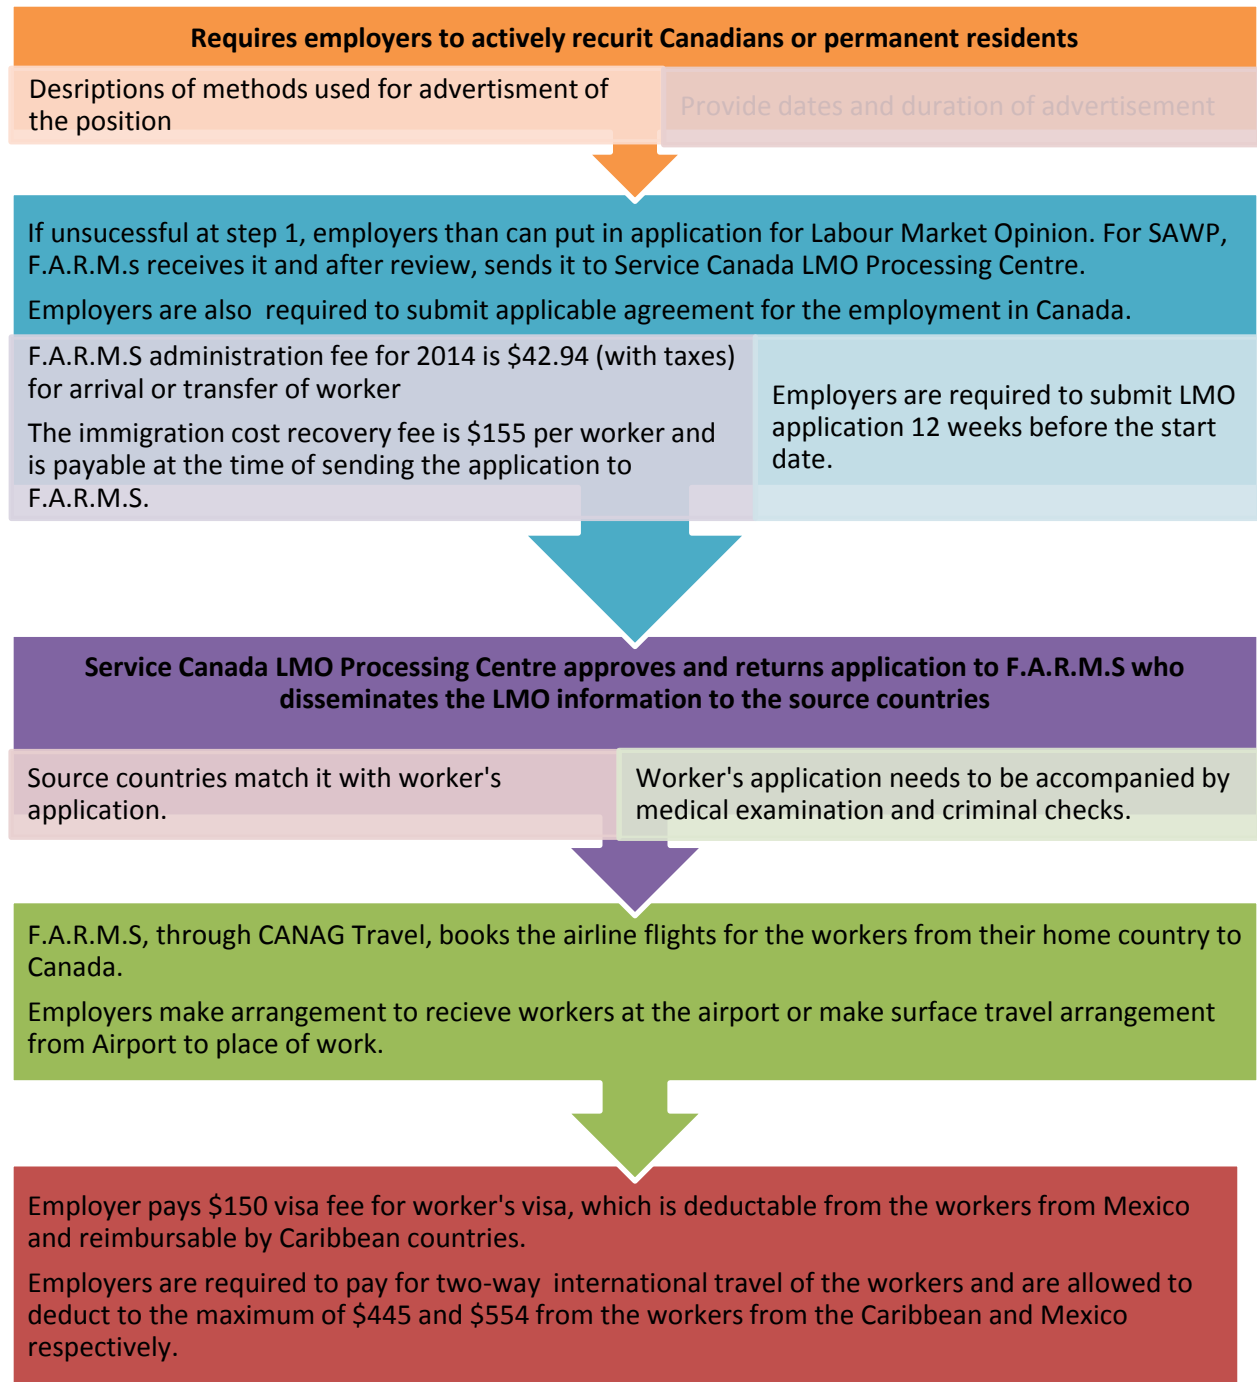 Requires employers to actively recurit Canadians or permanent residents
Desriptions of methods used for advertisment of
the position
Provide dates and duration of advertisement
If unsucessful at step 1, employers than can put in application for Labour Market Opinion. For SAWP,
F.A.R.M.s receives it and after review, sends it to Service Canada LMO Processing Centre.
Employers are also required to submit applicable agreement for the employment in Canada.
F.A.R.M.S administration fee for 2014 is $42.94 (with taxes)
for arrival or transfer of worker
The immigration cost recovery fee is $155 per worker and
is payable at the time of sending the application to
F.A.R.M.S.
Employers are required to submit LMO
application 12 weeks before the start
date.
Service Canada LMO Processing Centre approves and returns application to F.A.R.M.S who
disseminates the LMO information to the source countries
Source countries match it with worker's
application.
Worker's application needs to be accompanied by
medical examination and criminal checks.
F.A.R.M.S, through CANAG Travel, books the airline flights for the workers from their home country to
Canada.
Employers make arrangement to recieve workers at the airport or make surface travel arrangement
from Airport to place of work.
Employer pays $150 visa fee for worker's visa, which is deductable from the workers from Mexico
and reimbursable by Caribbean countries.
Employers are required to pay for two-way international travel of the workers and are allowed to
deduct to the maximum of $445 and $554 from the workers from the Caribbean and Mexico
respectively.